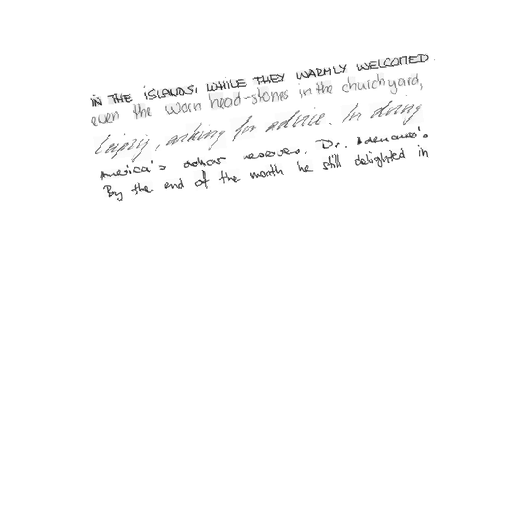 IN THE ISLANDS, WHILE THEY WARMLY WELCOMED
even the worn head-stones in the churchyard,
Leipzig, asking for advice. In doing
America's dollar reserves. Dr. Adenauer's
By the end of the month he still delighted in